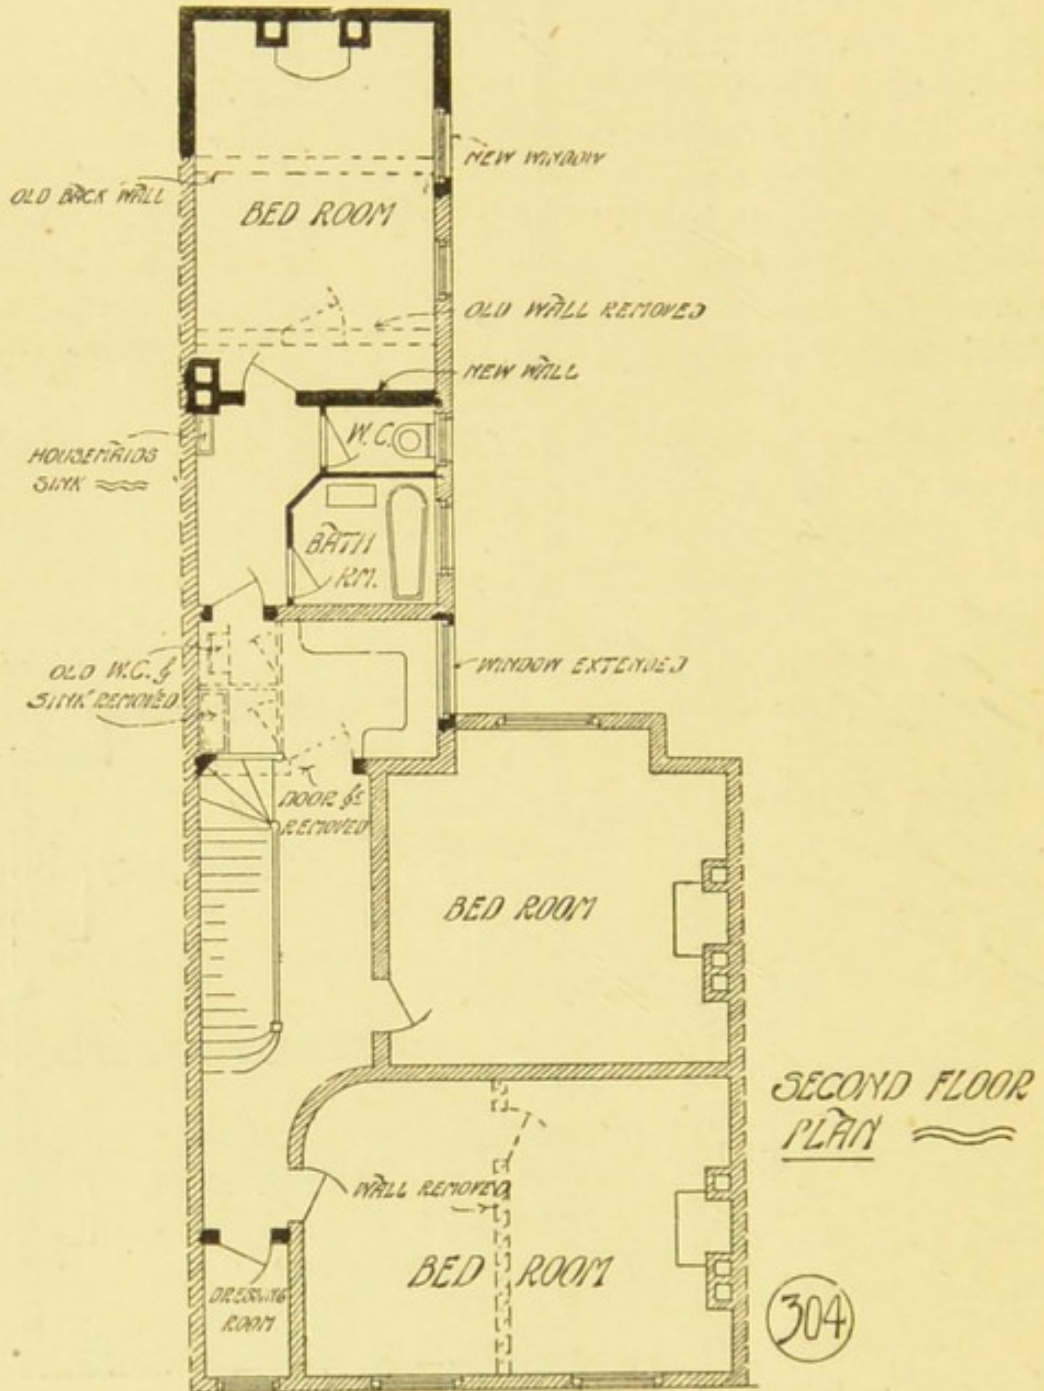 NEW WINDOW
OLD BACK WALL
BED ROOM
OLD WALL REMOVED
NEW WALL
W.C.
HOUSEMAIDS
SINK
BATH
RM.
OLD W.C. &
SINK REMOVED
WINDOW EXTENDED
DOOR &c
REMOVED
BED ROOM
SECOND FLOOR
PLAN
WALL REMOVED
BED ROOM
DRESSING
ROOM
304